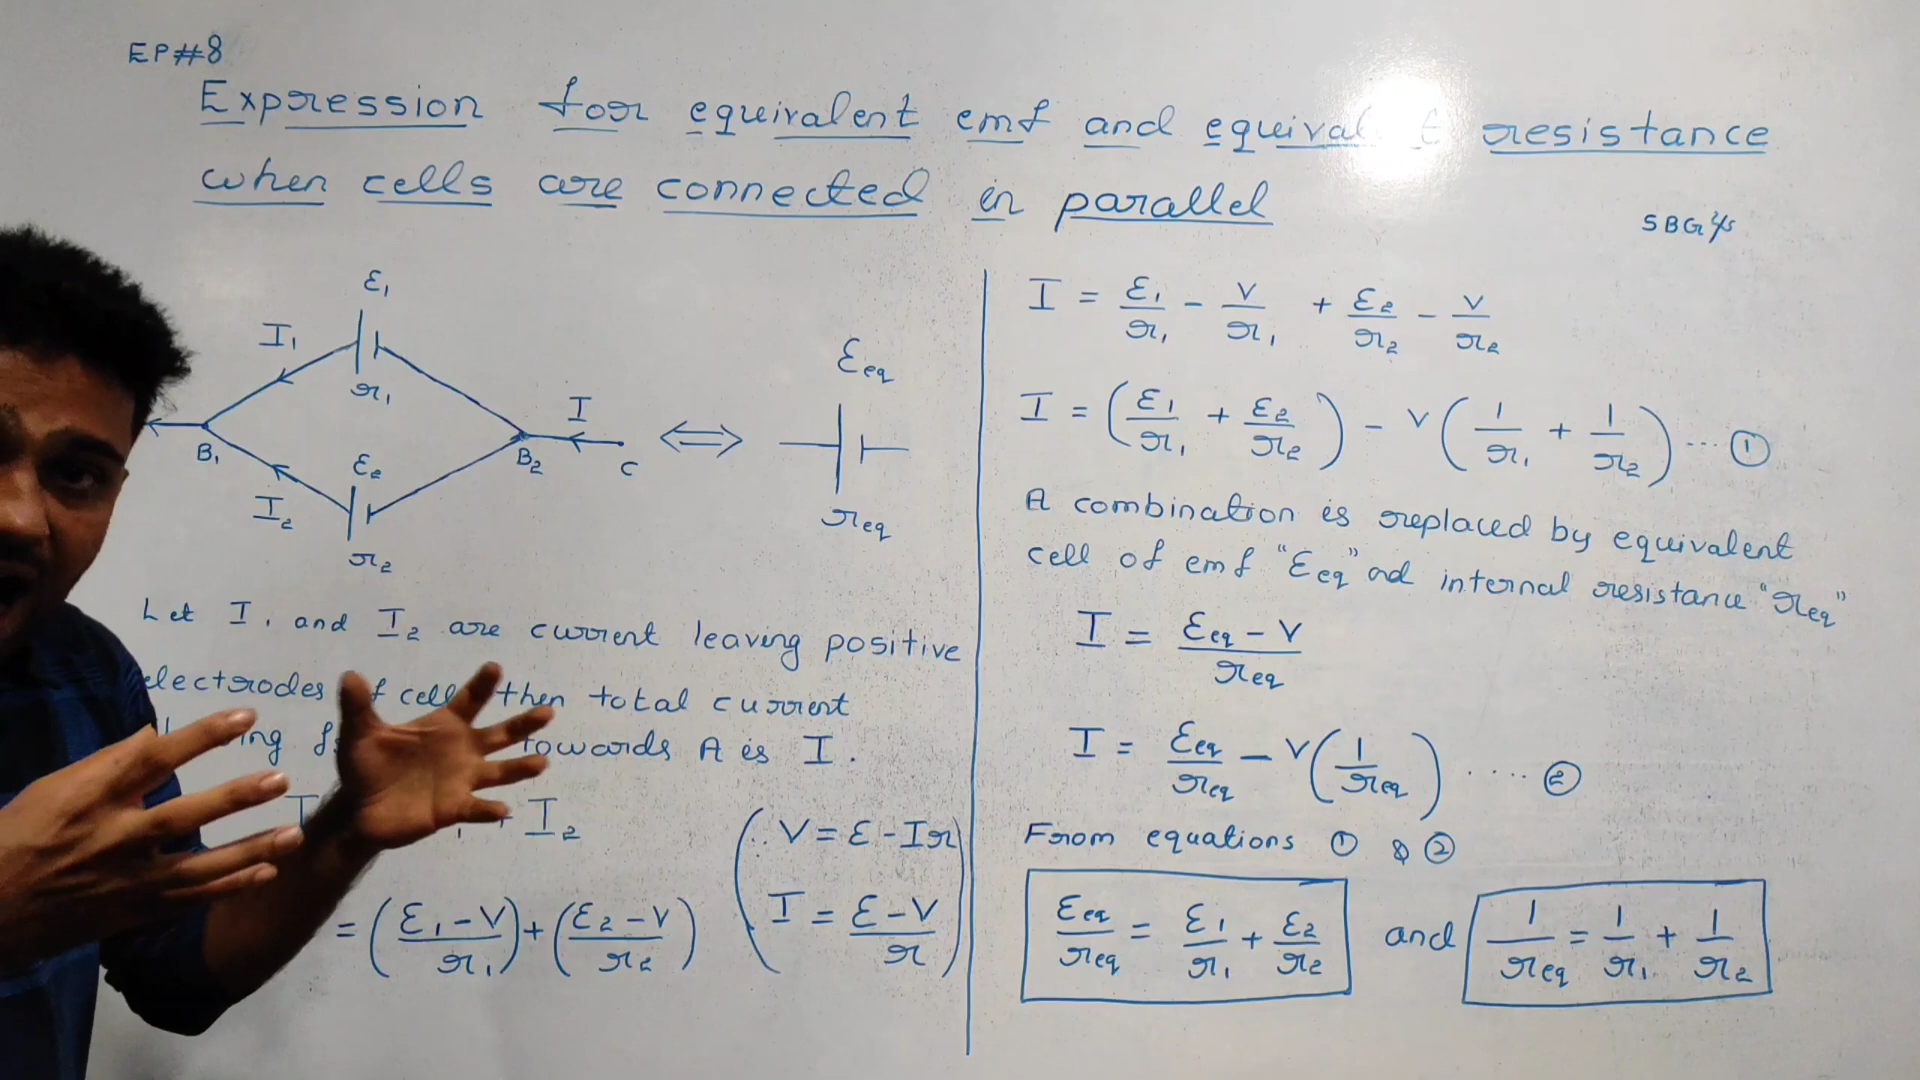 EP#8
Expression for equivalent emf and equival t resistance
when cells are connected in parallel
SBG
ε₁
I₁
r₁
B₁
ε₂
I₂
r₂
B₂
I
C
⇔
εeq
req
Let I₁ and I₂ are current leaving positive
electrodes f cell then total current
ing towards A is I.
I + I₂
= (ε₁-V/r₁) + (ε₂-V/r₂)
(∵ V = ε - Ir
I = ε-V/r)
I = ε₁/r₁ - V/r₁ + ε₂/r₂ - V/r₂
I = (ε₁/r₁ + ε₂/r₂) - V(1/r₁ + 1/r₂) ... ①
A combination is replaced by equivalent
cell of emf "εeq" ad internal resistance "req"
I = εeq - V/req
I = εeq/req - V(1/req) .... ②
From equations ① & ②
εeq/req = ε₁/r₁ + ε₂/r₂ and 1/req = 1/r₁ + 1/r₂